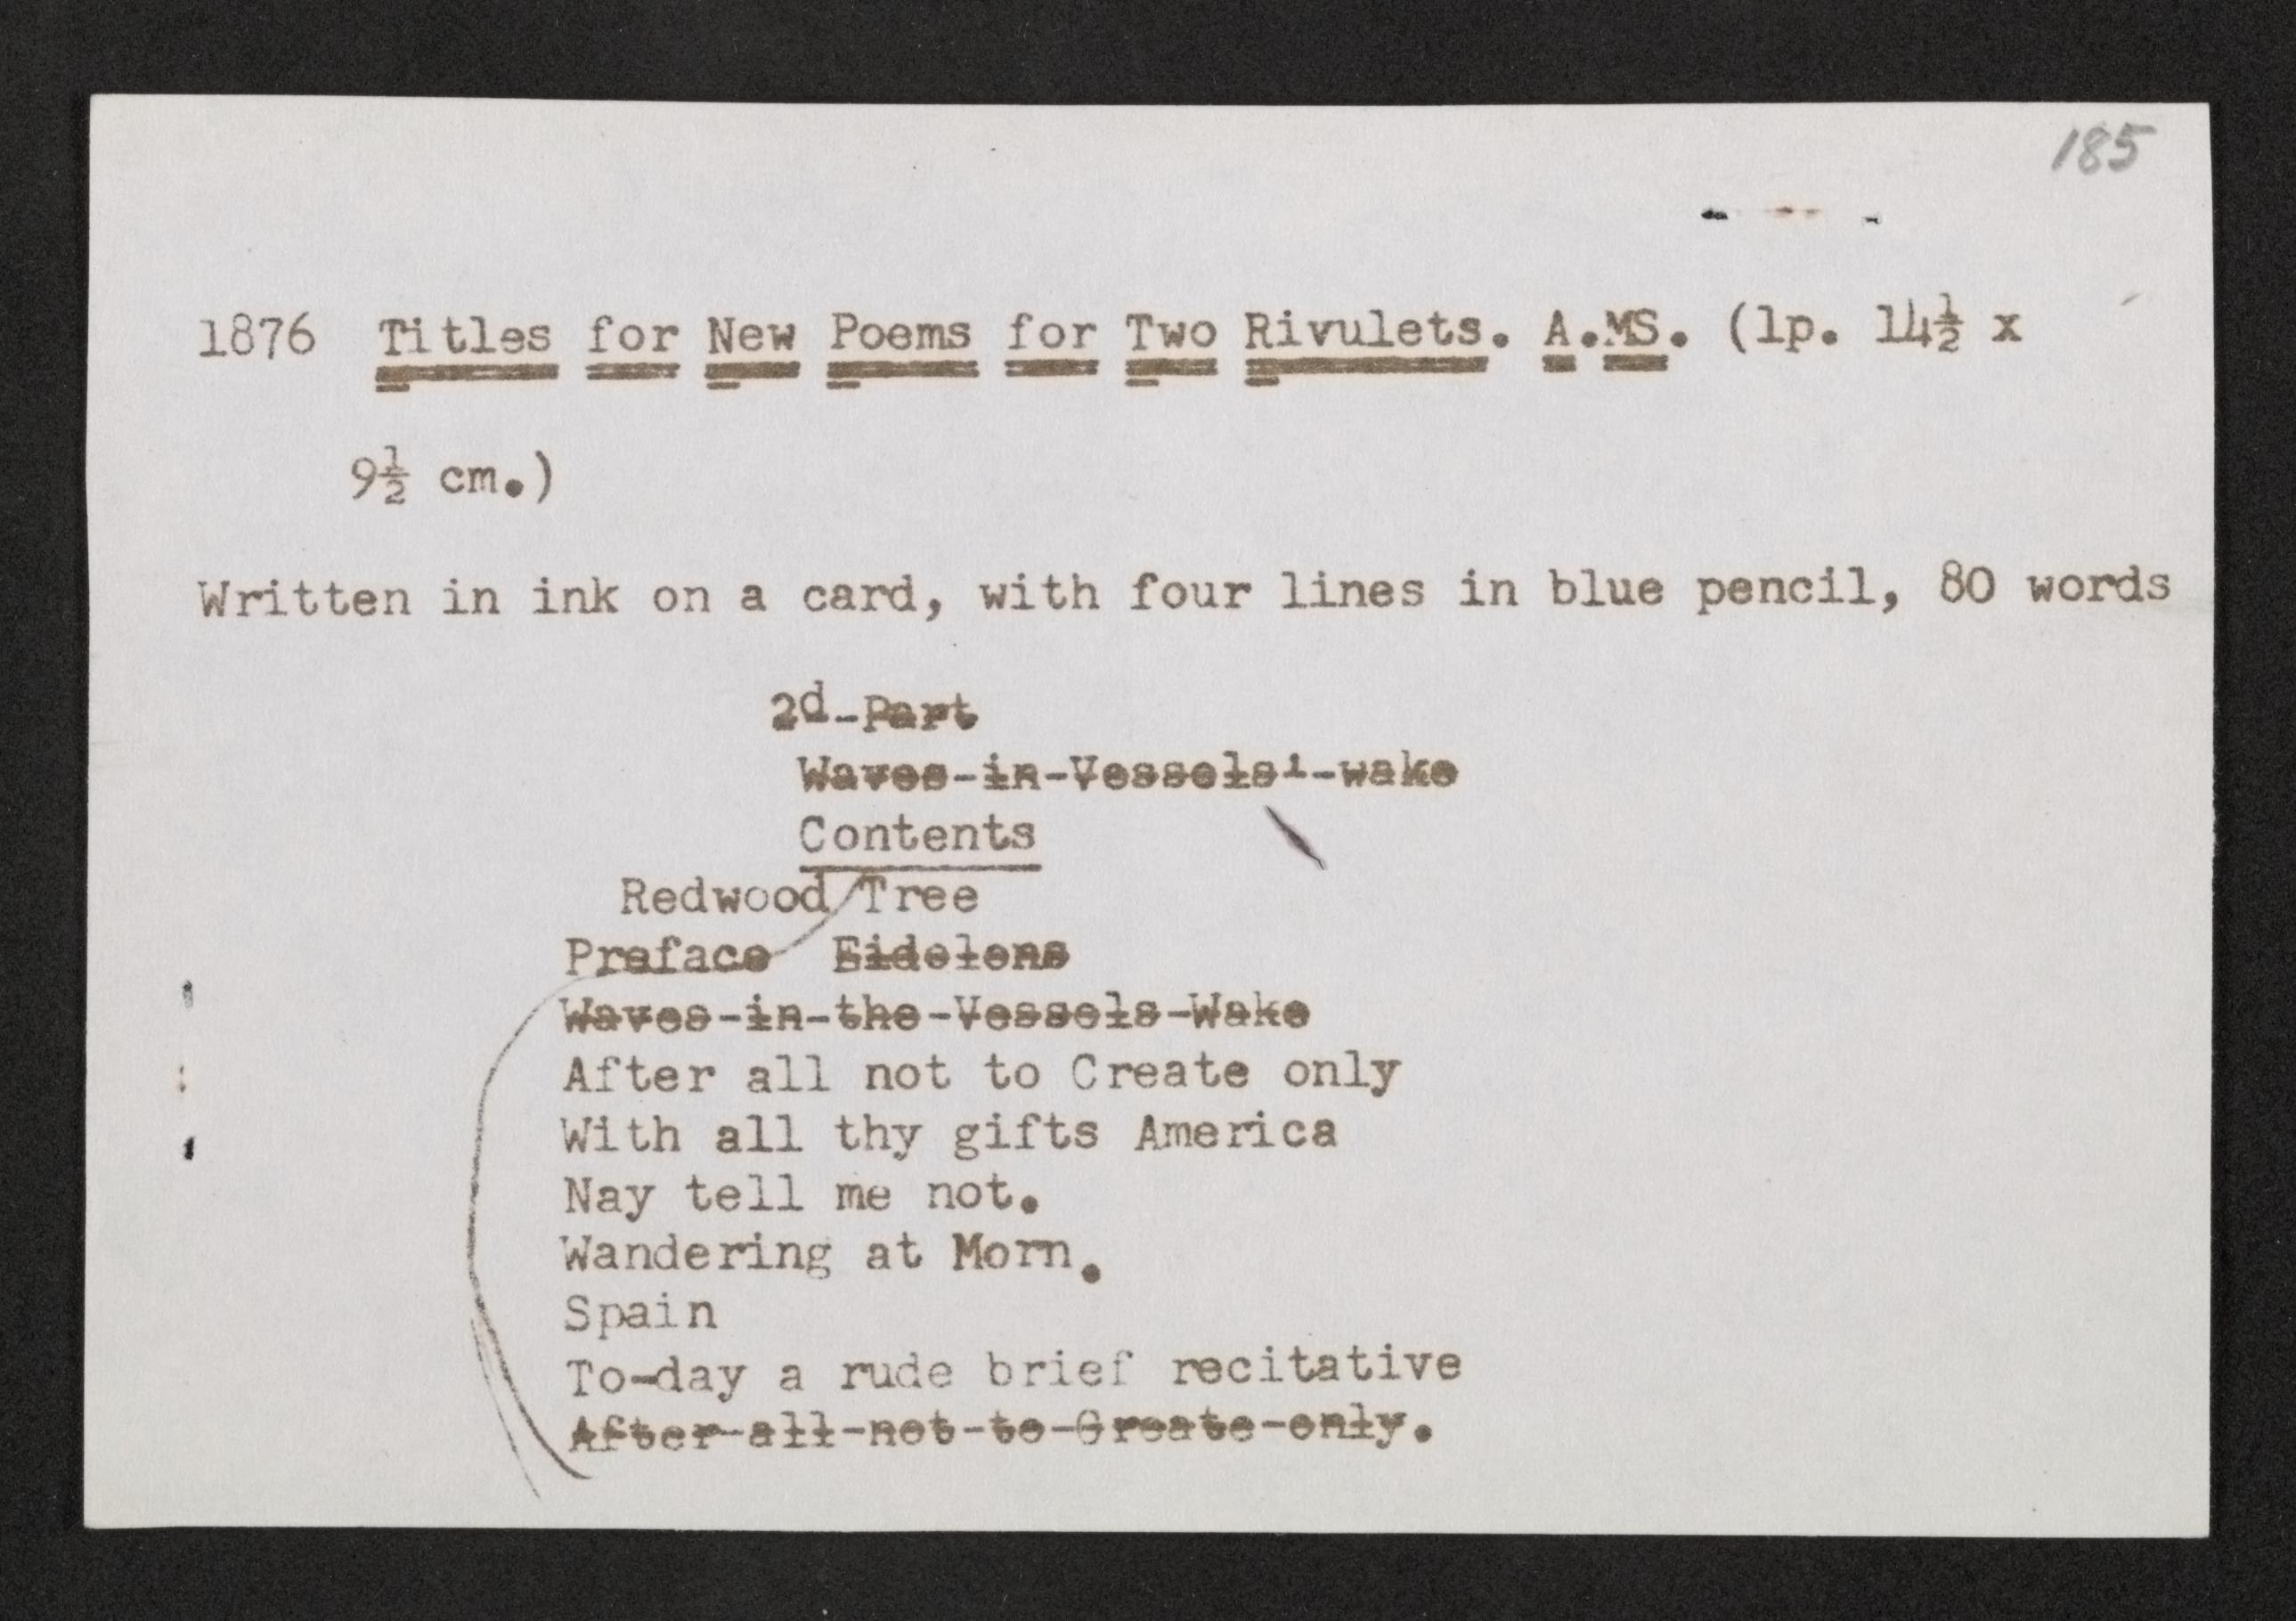 185
1876 Titles for New Poems for Two Rivulets. A.MS. (1p. 14½ x
9½ cm.)
Written in ink on a card, with four lines in blue pencil, 80 words
2d-Part
Waves-in-Vessels'-wake
Contents
Redwood Tree
Preface Eidolons
Waves-in-the-Vessels-Wake
After all not to Create only
With all thy gifts America
Nay tell me not.
Wandering at Morn.
Spain
To-day a rude brief recitative
After-all-not-to-Create-only.